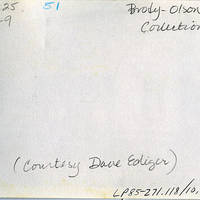 25. 51 Brody-Olson
-9 Collection
(Courtesy Dave Ediger)
LP85-271.118/10,